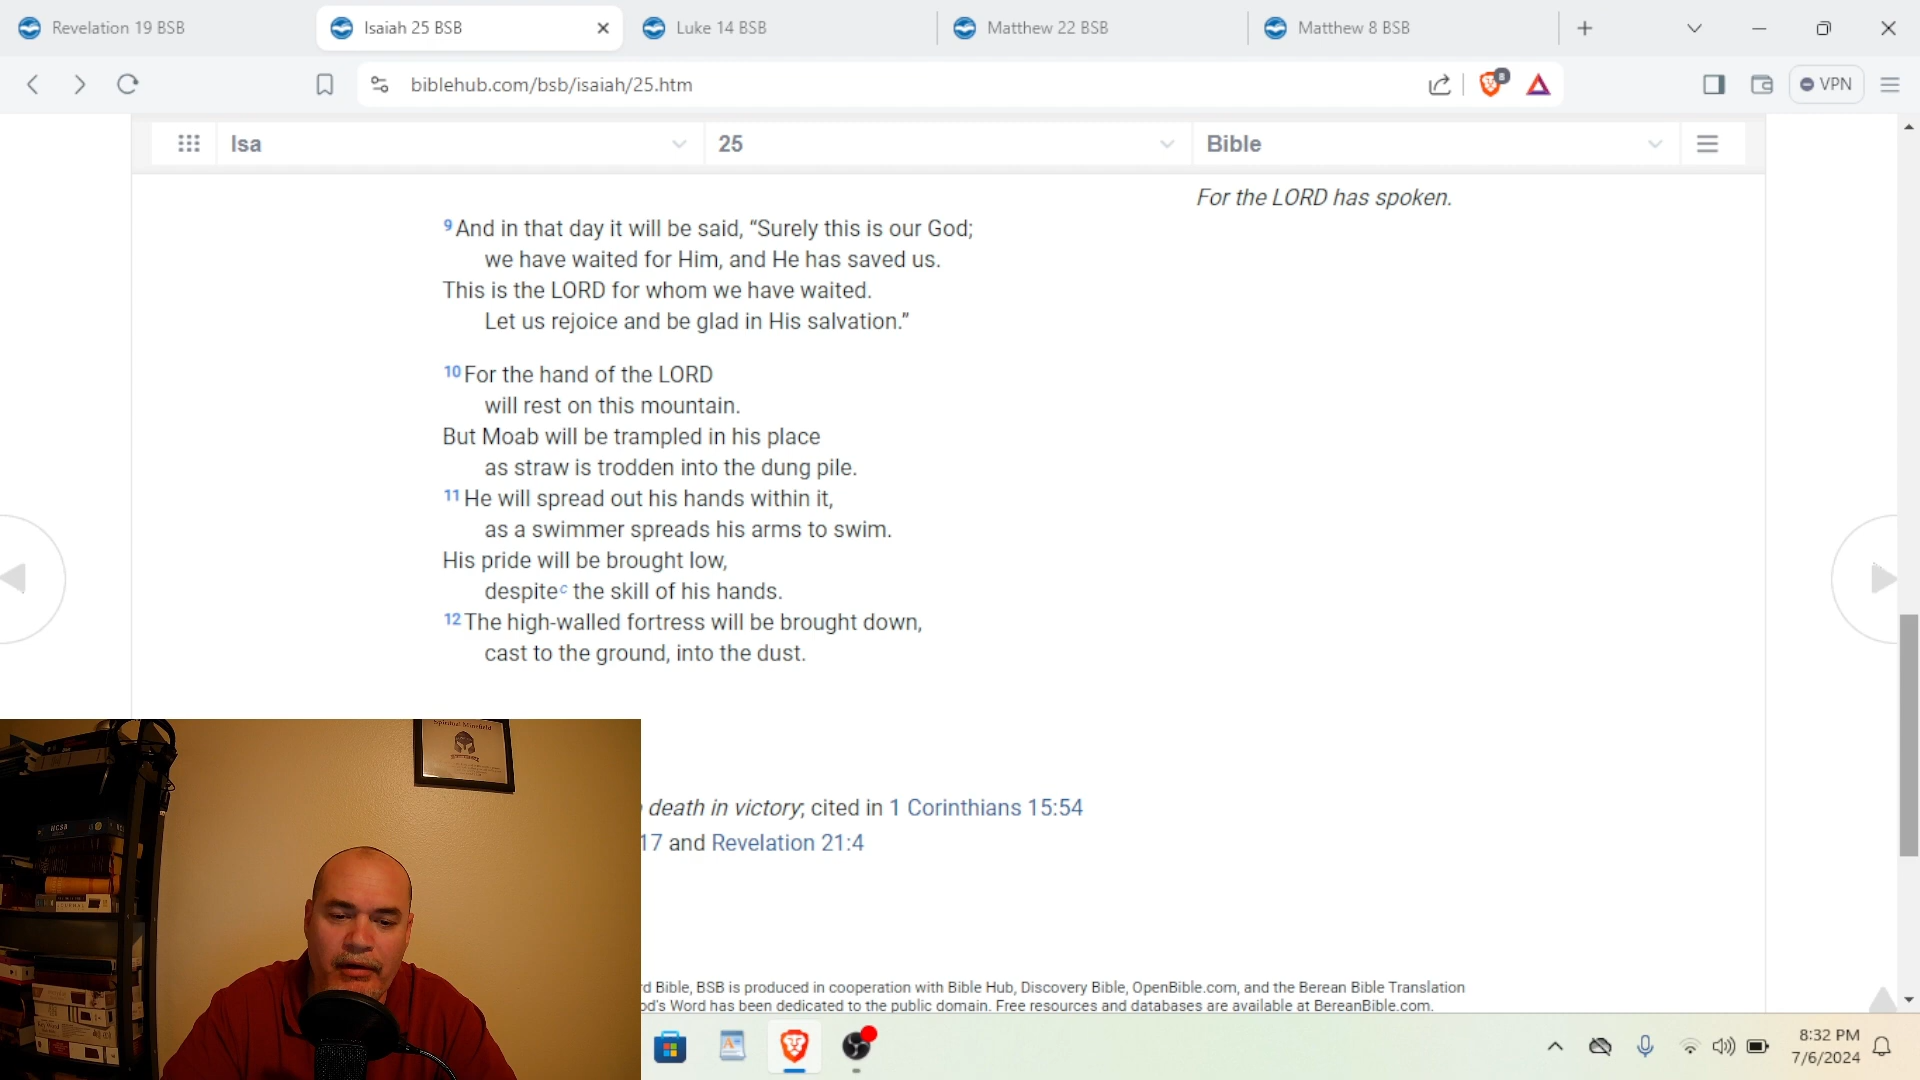 Revelation 19 BSB
Isaiah 25 BSB
Luke 14 BSB
Matthew 22 BSB
Matthew 8 BSB
biblehub.com/bsb/isaiah/25.htm
8
VPN
Isa
25
Bible
For the LORD has spoken.
9 And in that day it will be said, “Surely this is our God;
we have waited for Him, and He has saved us.
This is the LORD for whom we have waited.
Let us rejoice and be glad in His salvation.”
10 For the hand of the LORD
will rest on this mountain.
But Moab will be trampled in his place
as straw is trodden into the dung pile.
11 He will spread out his hands within it,
as a swimmer spreads his arms to swim.
His pride will be brought low,
despite c the skill of his hands.
12 The high-walled fortress will be brought down,
cast to the ground, into the dust.
Spiritual Minefield
death in victory; cited in 1 Corinthians 15:54
17 and Revelation 21:4
NCSB
rd Bible, BSB is produced in cooperation with Bible Hub, Discovery Bible, OpenBible.com, and the Berean Bible Translation
od's Word has been dedicated to the public domain. Free resources and databases are available at BereanBible.com.
8:32 PM
7/6/2024